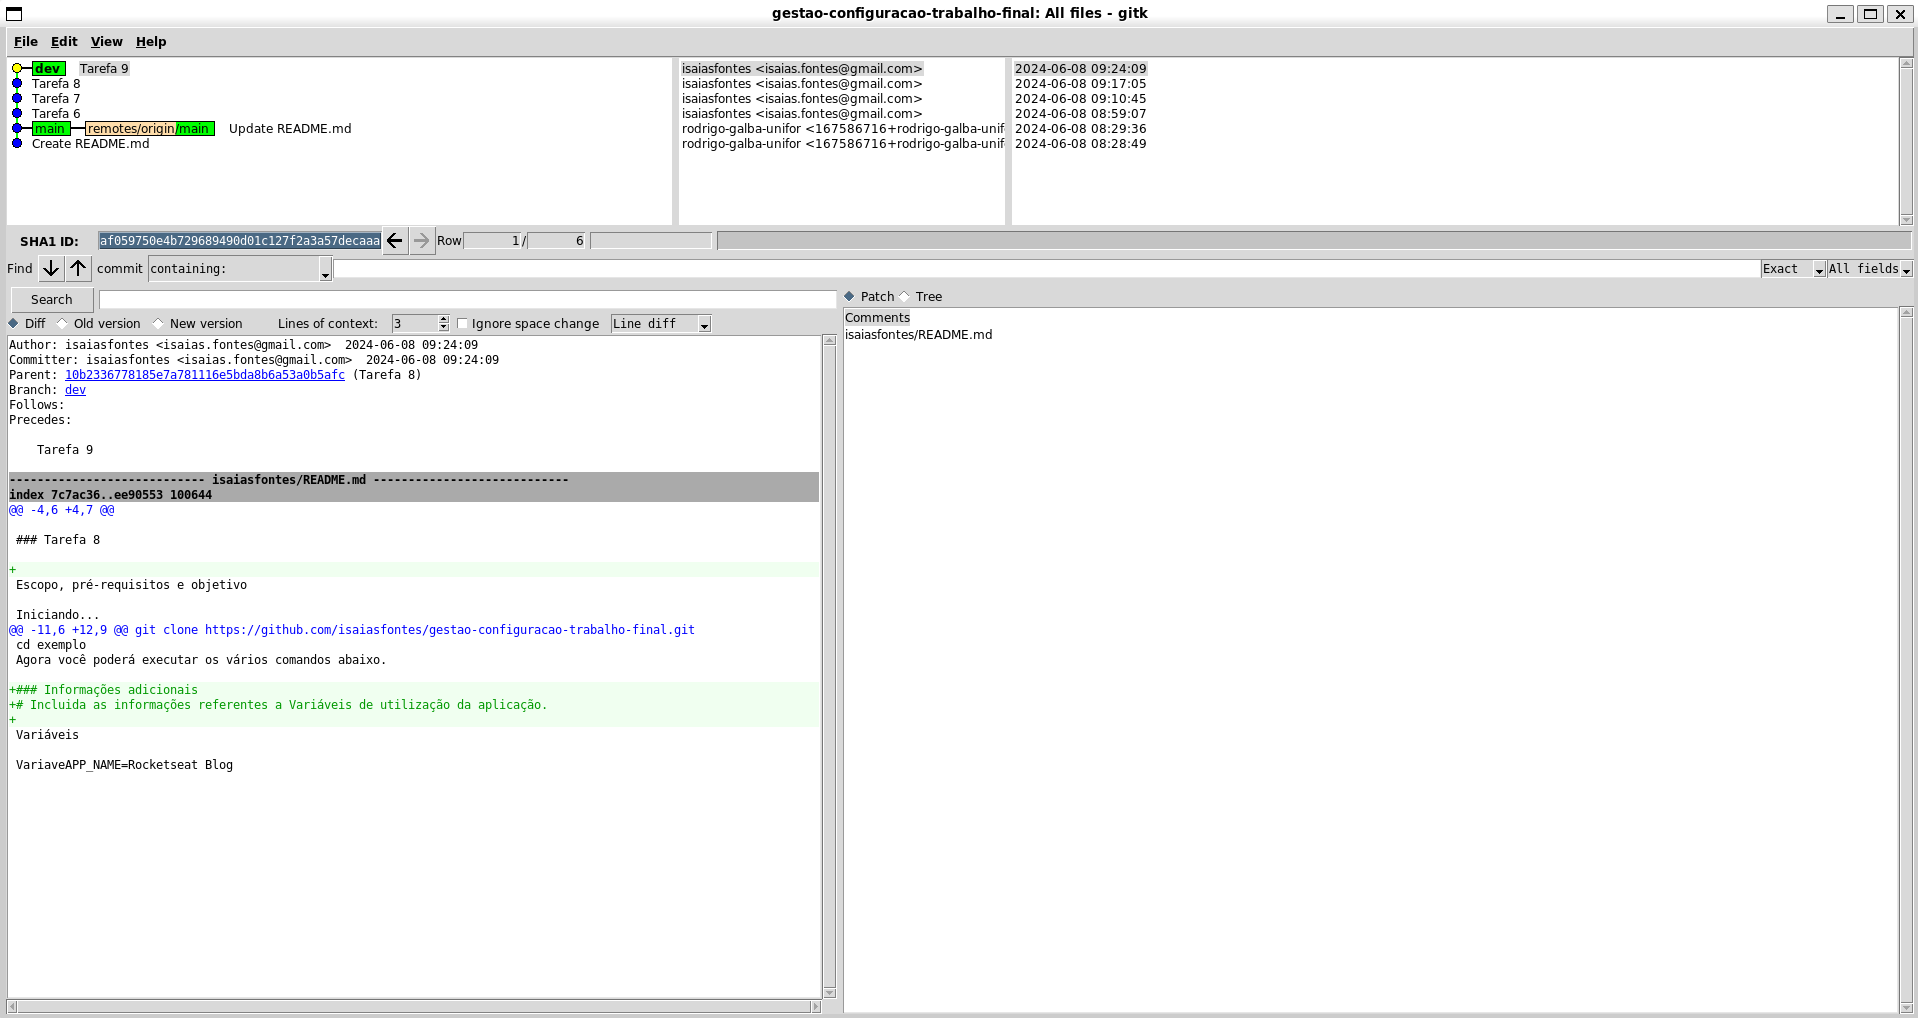 gestao-configuracao-trabalho-final: All files - gitk
File Edit View Help
dev Tarefa 9 isaiasfontes <isaias.fontes@gmail.com> 2024-06-08 09:24:09
Tarefa 8 isaiasfontes <isaias.fontes@gmail.com> 2024-06-08 09:17:05
Tarefa 7 isaiasfontes <isaias.fontes@gmail.com> 2024-06-08 09:10:45
Tarefa 6 isaiasfontes <isaias.fontes@gmail.com> 2024-06-08 08:59:07
main remotes/origin/main Update README.md rodrigo-galba-unifor <167586716+rodrigo-galba-unif 2024-06-08 08:29:36
Create README.md rodrigo-galba-unifor <167586716+rodrigo-galba-unif 2024-06-08 08:28:49
SHA1 ID: af059750e4b729689490d01c127f2a3a57decaaa Row 1 / 6
Find commit containing: Exact All fields
Search Patch Tree
Diff Old version New version Lines of context: 3 Ignore space change Line diff
Comments
isaiasfontes/README.md
Author: isaiasfontes <isaias.fontes@gmail.com>  2024-06-08 09:24:09
Committer: isaiasfontes <isaias.fontes@gmail.com>  2024-06-08 09:24:09
Parent: 10b2336778185e7a781116e5bda8b6a53a0b5afc (Tarefa 8)
Branch: dev
Follows:
Precedes:
Tarefa 9
---------------------------- isaiasfontes/README.md ----------------------------
index 7c7ac36..ee90553 100644
@@ -4,6 +4,7 @@
### Tarefa 8
+
Escopo, pré-requisitos e objetivo
Iniciando...
@@ -11,6 +12,9 @@ git clone https://github.com/isaiasfontes/gestao-configuracao-trabalho-final.git
cd exemplo
Agora você poderá executar os vários comandos abaixo.
+### Informações adicionais
+# Incluida as informações referentes a Variáveis de utilização da aplicação.
+
Variáveis
VariaveAPP_NAME=Rocketseat Blog